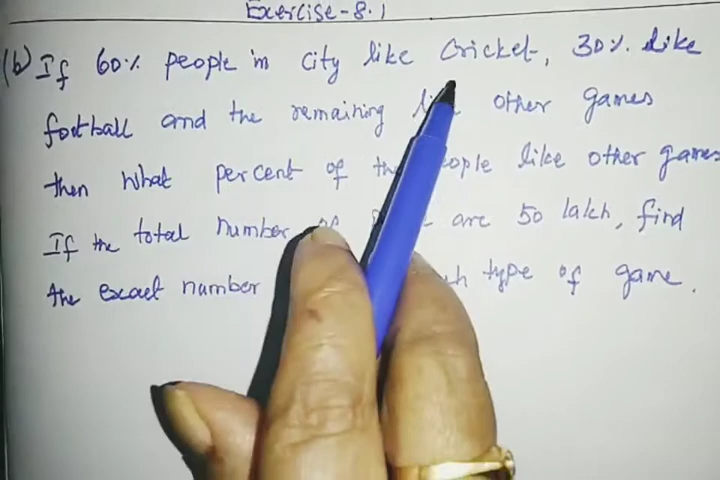 Exercise-8.1
(b) If 60% people in city like Cricket, 30% like
football and the remaining other games
then what percent of like other games
If the total number are 50 lakh, find
the exact number type of game.